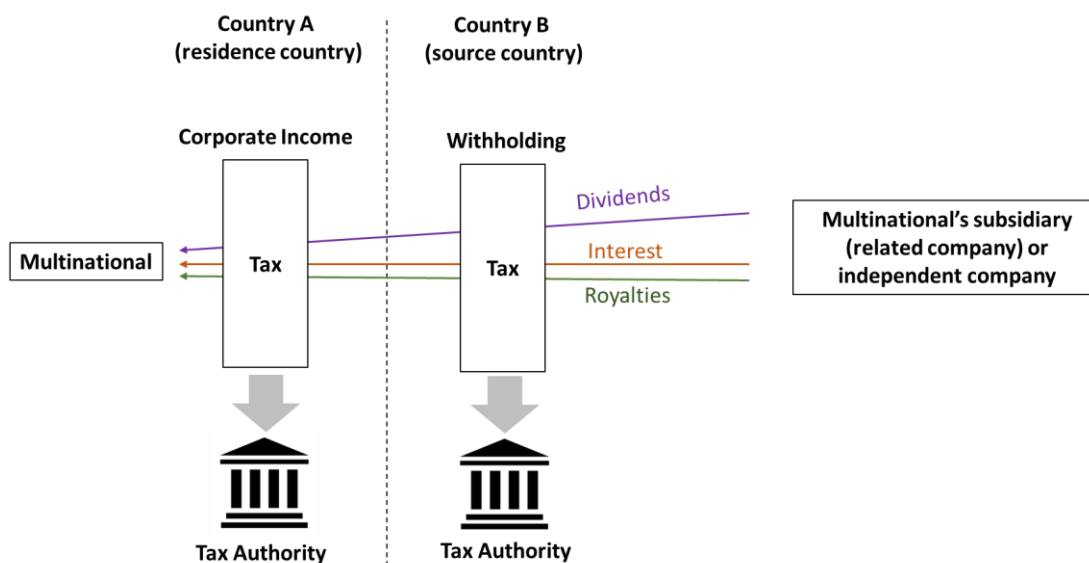 Country A
(residence country)
Country B
(source country)
Corporate Income
Withholding
Tax
Tax
Dividends
Interest
Royalties
Multinational
Multinational’s subsidiary
(related company) or
independent company
Tax Authority
Tax Authority